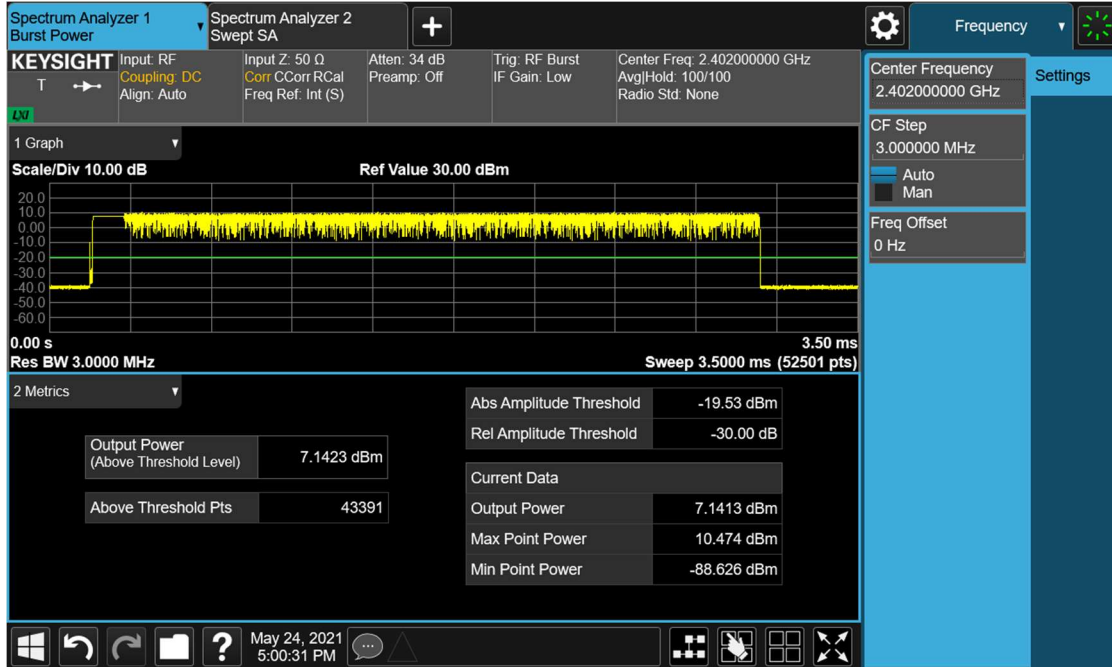 Spectrum Analyzer 1
Burst Power
Spectrum Analyzer 2
Swept SA
Frequency
KEYSIGHT
T
LXI
Input: RF
Coupling: DC
Align: Auto
Input Z: 50 Ω
Corr CCorr RCal
Freq Ref: Int (S)
Atten: 34 dB
Preamp: Off
Trig: RF Burst
IF Gain: Low
Center Freq: 2.402000000 GHz
Avg|Hold: 100/100
Radio Std: None
Center Frequency
2.402000000 GHz
Settings
CF Step
3.000000 MHz
Auto
Man
Freq Offset
0 Hz
1 Graph
Scale/Div 10.00 dB
Ref Value 30.00 dBm
20.0
10.0
0.00
-10.0
-20.0
-30.0
-40.0
-50.0
-60.0
0.00 s
3.50 ms
Res BW 3.0000 MHz
Sweep 3.5000 ms (52501 pts)
2 Metrics
Output Power
(Above Threshold Level)
7.1423 dBm
Above Threshold Pts
43391
Abs Amplitude Threshold
-19.53 dBm
Rel Amplitude Threshold
-30.00 dB
Current Data
Output Power
7.1413 dBm
Max Point Power
10.474 dBm
Min Point Power
-88.626 dBm
?
May 24, 2021
5:00:31 PM